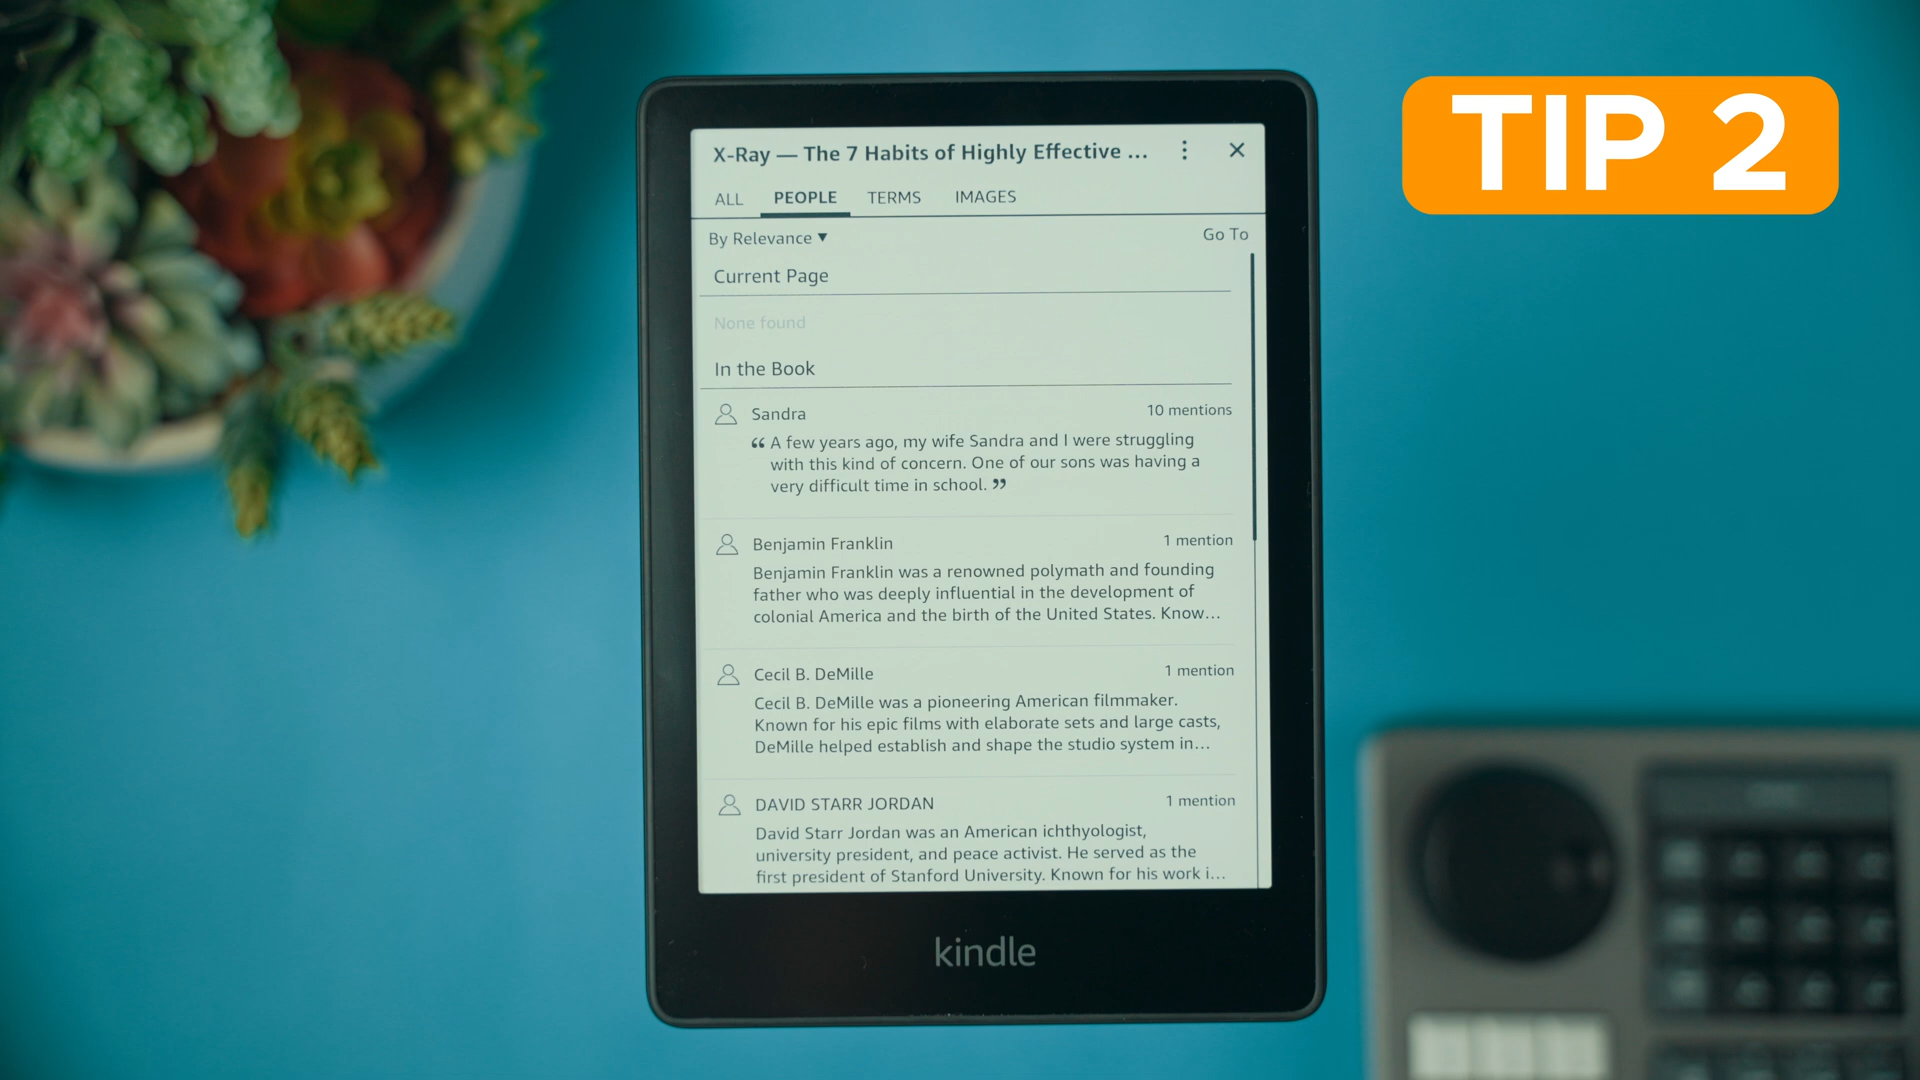 TIP 2
X-Ray — The 7 Habits of Highly Effective ...
ALL PEOPLE TERMS IMAGES
By Relevance ▼ Go To
Current Page
None found
In the Book
Sandra 10 mentions
“ A few years ago, my wife Sandra and I were struggling
with this kind of concern. One of our sons was having a
very difficult time in school. ”
Benjamin Franklin 1 mention
Benjamin Franklin was a renowned polymath and founding
father who was deeply influential in the development of
colonial America and the birth of the United States. Know...
Cecil B. DeMille 1 mention
Cecil B. DeMille was a pioneering American filmmaker.
Known for his epic films with elaborate sets and large casts,
DeMille helped establish and shape the studio system in...
DAVID STARR JORDAN 1 mention
David Starr Jordan was an American ichthyologist,
university president, and peace activist. He served as the
first president of Stanford University. Known for his work i...
kindle